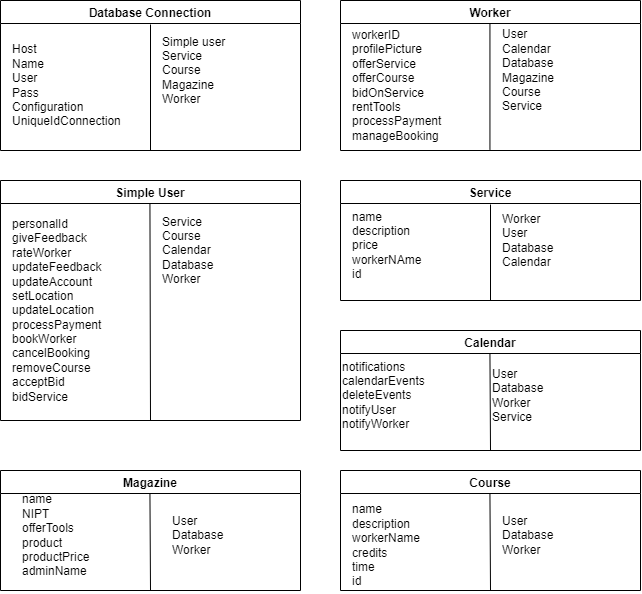 Database Connection
Host
Name
User
Pass
Configuration
UniqueIdConnection
Simple user
Service
Course
Magazine
Worker
Worker
workerID
profilePicture
offerService
offerCourse
bidOnService
rentTools
processPayment
manageBooking
User
Calendar
Database
Magazine
Course
Service
Simple User
personalId
giveFeedback
rateWorker
updateFeedback
updateAccount
setLocation
updateLocation
processPayment
bookWorker
cancelBooking
removeCourse
acceptBid
bidService
Service
Course
Calendar
Database
Worker
Service
name
description
price
workerNAme
id
Worker
User
Database
Calendar
Calendar
notifications
calendarEvents
deleteEvents
notifyUser
notifyWorker
User
Database
Worker
Service
Magazine
name
NIPT
offerTools
product
productPrice
adminName
User
Database
Worker
Course
name
description
workerName
credits
time
id
User
Database
Worker